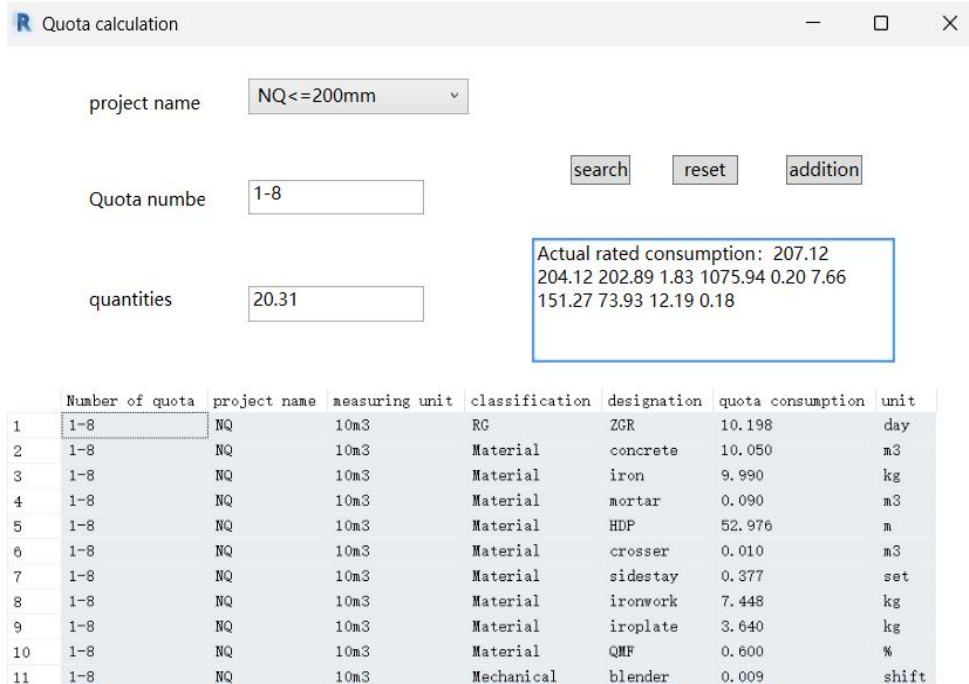 R Quota calculation
project name NQ<=200mm
search reset addition
Quota numbe 1-8
Actual rated consumption: 207.12
204.12 202.89 1.83 1075.94 0.20 7.66
151.27 73.93 12.19 0.18
quantities 20.31
Number of quota project name measuring unit classification designation quota consumption unit
1 1-8 NQ 10m3 RG ZGR 10.198 day
2 1-8 NQ 10m3 Material concrete 10.050 m3
3 1-8 NQ 10m3 Material iron 9.990 kg
4 1-8 NQ 10m3 Material mortar 0.090 m3
5 1-8 NQ 10m3 Material HDP 52.976 m
6 1-8 NQ 10m3 Material crosser 0.010 m3
7 1-8 NQ 10m3 Material sidestay 0.377 set
8 1-8 NQ 10m3 Material ironwork 7.448 kg
9 1-8 NQ 10m3 Material iroplate 3.640 kg
10 1-8 NQ 10m3 Material QMF 0.600 %
11 1-8 NQ 10m3 Mechanical blender 0.009 shift